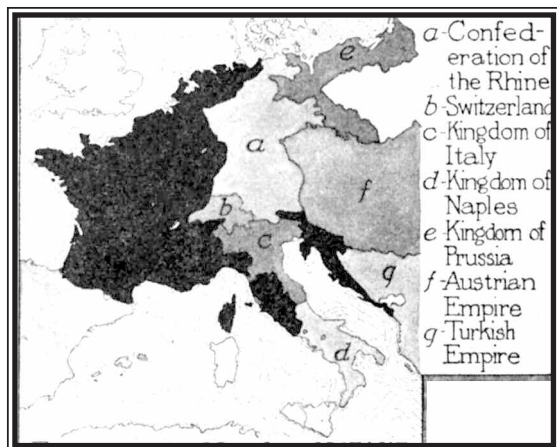 a-Confed-
eration of
the Rhine
b-Switzerland
c-Kingdom of
Italy
d-Kingdom of
Naples
e-Kingdom of
Prussia
f-Austrian
Empire
g-Turkish
Empire
e
a
f
b
c
g
d